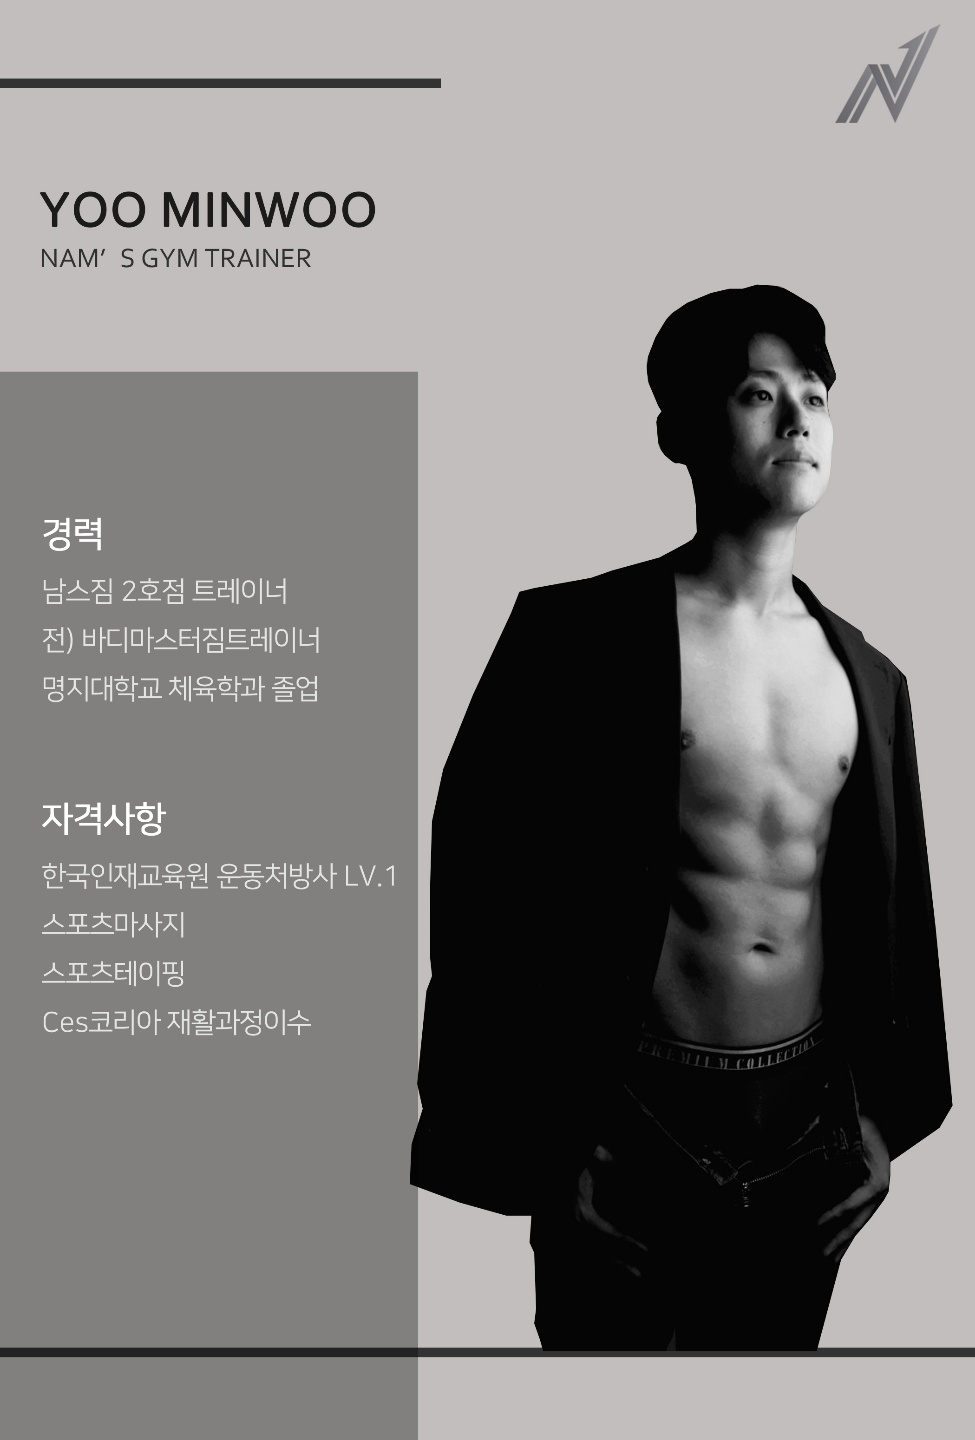 YOO MINWOO
NAM’ S GYM TRAINER
경력
남스짐 2호점 트레이너
전) 바디마스터짐트레이너
명지대학교 체육학과 졸업
자격사항
한국인재교육원 운동처방사 LV.1
스포츠마사지
스포츠테이핑
Ces코리아 재활과정이수
PREMIUM COLLECTION